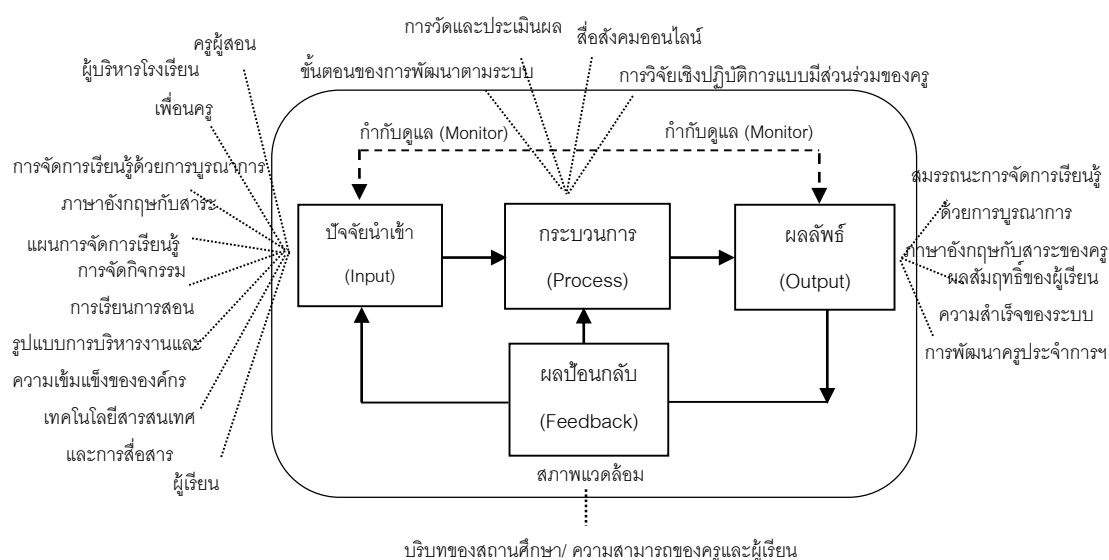 การวัดและประเมินผล
สื่อสังคมออนไลน์
ขั้นตอนของการพัฒนาตามระบบ
การวิจัยเชิงปฏิบัติการแบบมีส่วนร่วมของครู
ครูผู้สอน
ผู้บริหารโรงเรียน
เพื่อนครู
การจัดการเรียนรู้ด้วยการบูรณาการ
ภาษาอังกฤษกับสาระ
แผนการจัดการเรียนรู้
การจัดกิจกรรม
การเรียนการสอน
รูปแบบการบริหารงานและ
ความเข้มแข็งขององค์กร
เทคโนโลยีสารสนเทศ
และการสื่อสาร
ผู้เรียน
กำกับดูแล (Monitor)
กำกับดูแล (Monitor)
ปัจจัยนำเข้า
(Input)
กระบวนการ
(Process)
ผลลัพธ์
(Output)
ผลป้อนกลับ
(Feedback)
สมรรถนะการจัดการเรียนรู้
ด้วยการบูรณาการ
ภาษาอังกฤษกับสาระของครู
ผลสัมฤทธิ์ของผู้เรียน
ความสำเร็จของระบบ
การพัฒนาครูประจำการฯ
สภาพแวดล้อม
บริบทของสถานศึกษา/ ความสามารถของครูและผู้เรียน